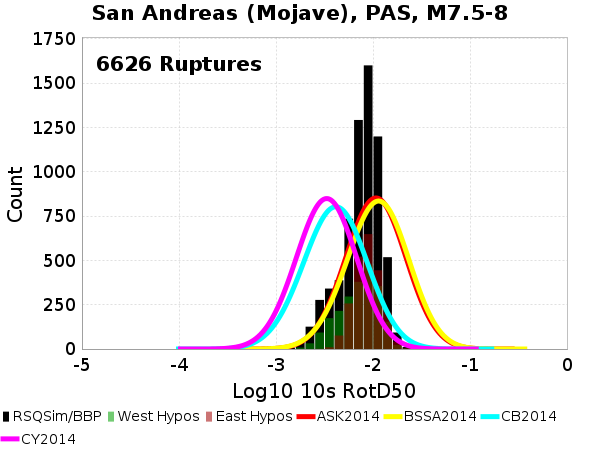 San Andreas (Mojave), PAS, M7.5-8
6626 Ruptures
Count
1750
1500
1250
1000
750
500
250
0
-5 -4 -3 -2 -1 0
Log10 10s RotD50
RSQSim/BBP West Hypos East Hypos ASK2014 BSSA2014 CB2014
CY2014